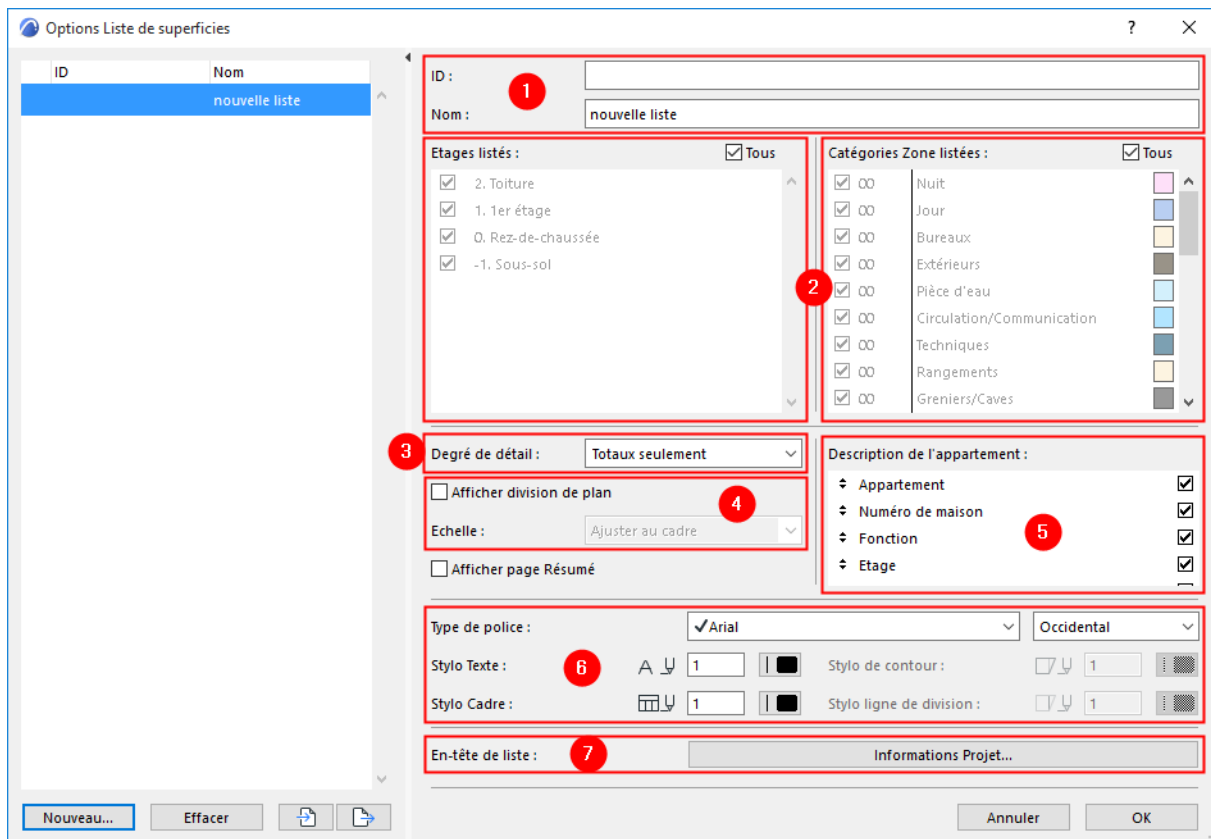 Options Liste de superficies
?
ID Nom
nouvelle liste
ID :
1
Nom : nouvelle liste
Etages listés : Tous
2. Toiture
1. 1er étage
0. Rez-de-chaussée
-1. Sous-sol
Catégories Zone listées : Tous
Nuit
Jour
Bureaux
Extérieurs
2
Pièce d'eau
Circulation/Communication
Techniques
Rangements
Greniers/Caves
3
Degré de détail : Totaux seulement
Afficher division de plan
4
Echelle : Ajuster au cadre
Afficher page Résumé
Description de l'appartement :
Appartement
Numéro de maison
5
Fonction
Etage
Type de police : Arial Occidental
Stylo Texte : 6 A 1 Stylo de contour : 1
Stylo Cadre : 1 Stylo ligne de division : 1
En-tête de liste : 7 Informations Projet...
Nouveau... Effacer Annuler OK